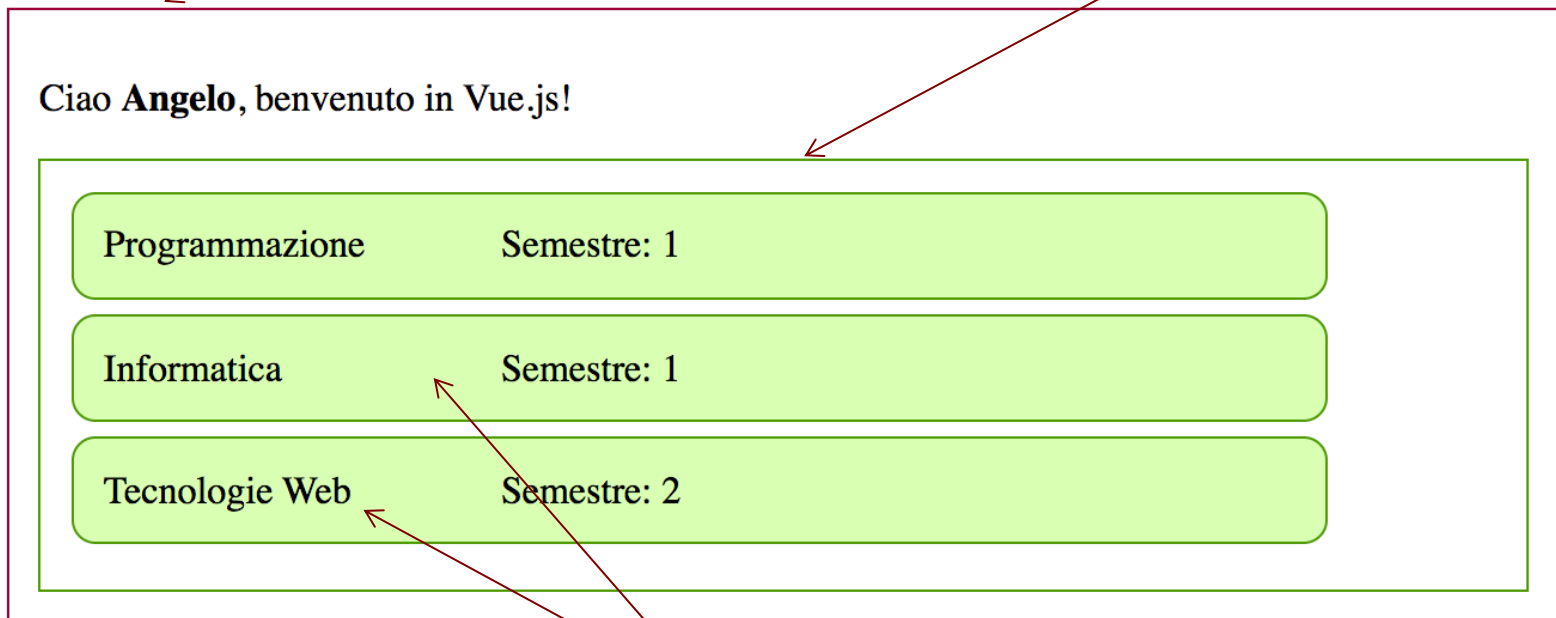 Ciao Angelo, benvenuto in Vue.js!
Programmazione Semestre: 1
Informatica Semestre: 1
Tecnologie Web Semestre: 2